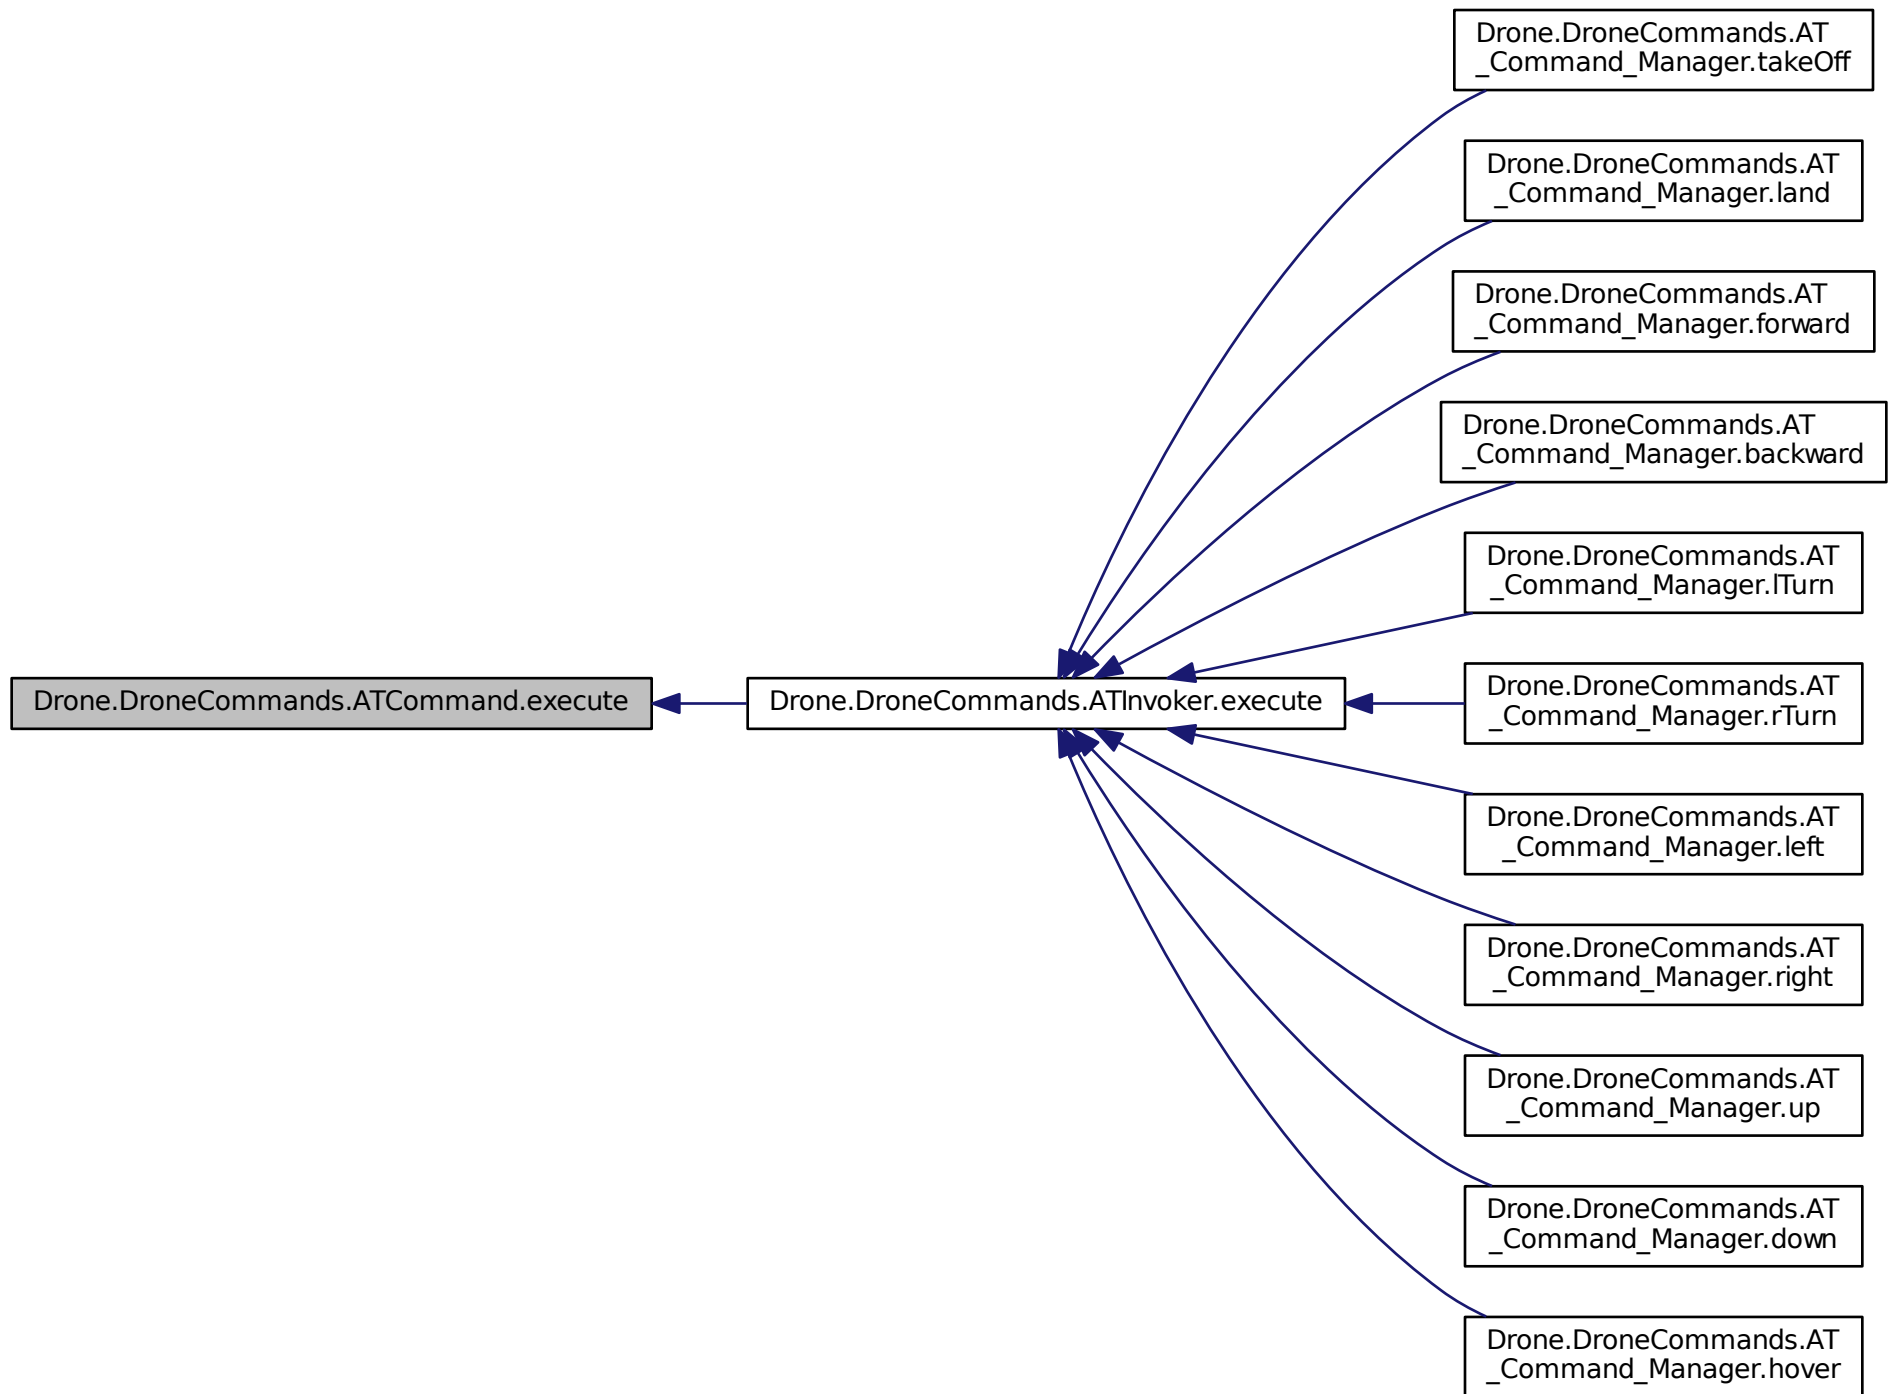 Drone.DroneCommands.AT
_Command_Manager.takeOff
Drone.DroneCommands.AT
_Command_Manager.land
Drone.DroneCommands.AT
_Command_Manager.forward
Drone.DroneCommands.AT
_Command_Manager.backward
Drone.DroneCommands.AT
_Command_Manager.lTurn
Drone.DroneCommands.ATCommand.execute
Drone.DroneCommands.ATInvoker.execute
Drone.DroneCommands.AT
_Command_Manager.rTurn
Drone.DroneCommands.AT
_Command_Manager.left
Drone.DroneCommands.AT
_Command_Manager.right
Drone.DroneCommands.AT
_Command_Manager.up
Drone.DroneCommands.AT
_Command_Manager.down
Drone.DroneCommands.AT
_Command_Manager.hover